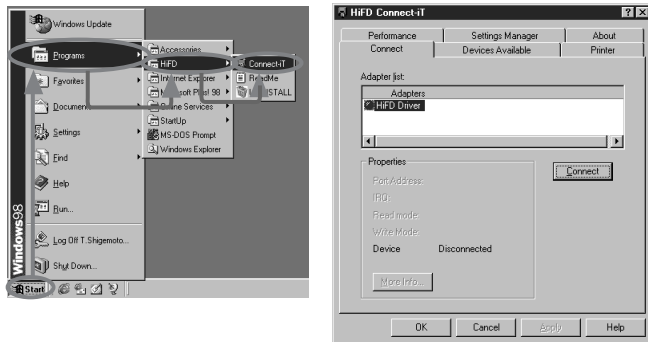 Windows Update
Programs
Favorites
Documents
Settings
Find
Help
Run...
Log Off T.Shigemoto...
Shut Down...
Windows98
Start
Accessories
HiFD
Internet Explorer
Microsoft Plus! 98
Online Services
StartUp
MS-DOS Prompt
Windows Explorer
Connect-iT
ReadMe
HiFD Connect-iT
Performance
Settings Manager
About
Connect
Devices Available
Printer
Adapter list:
Adapters
HiFD Driver
Properties
Port Address:
IRQ:
Read mode:
Write Mode:
Device Disconnected
More Info...
Connect
OK
Cancel
Apply
Help